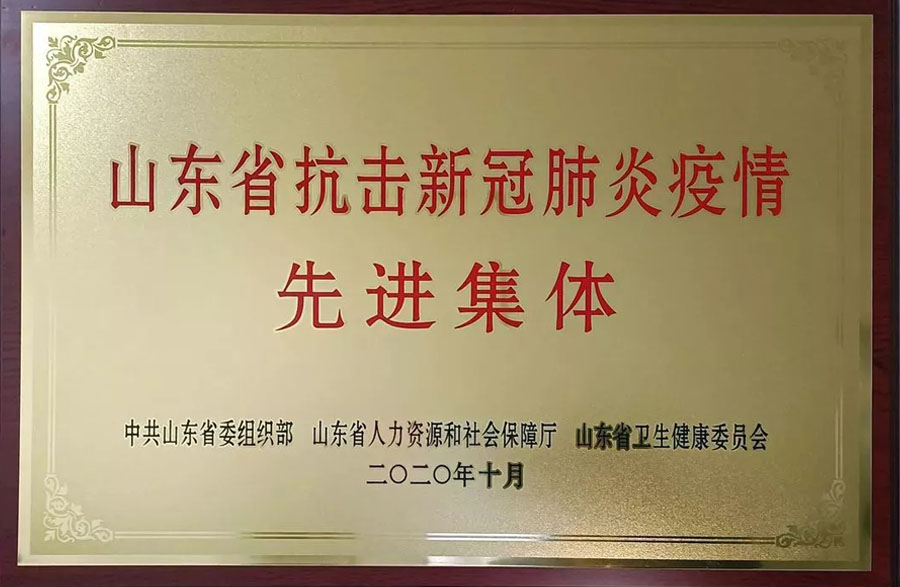 山东省抗击新冠肺炎疫情
先进集体
中共山东省委组织部 山东省人力资源和社会保障厅 山东省卫生健康委员会
二〇二〇年十月